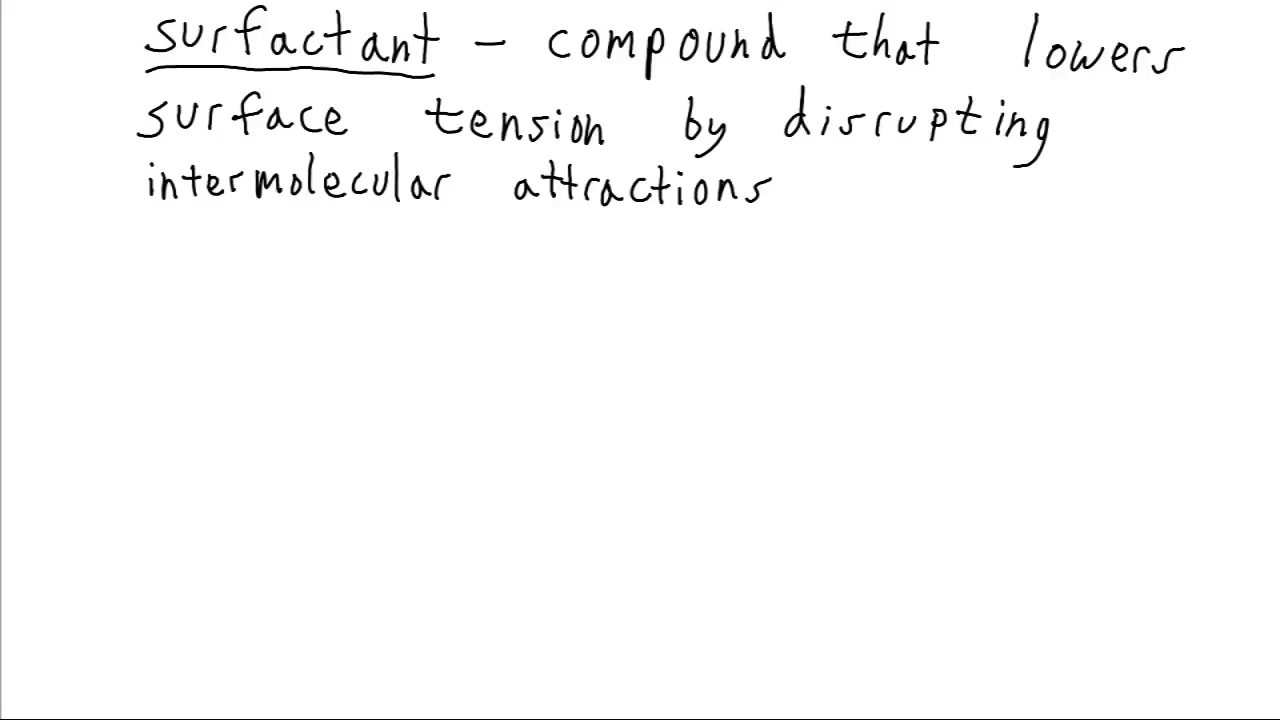 surfactant - compound that lowers
surface tension by disrupting
intermolecular attractions